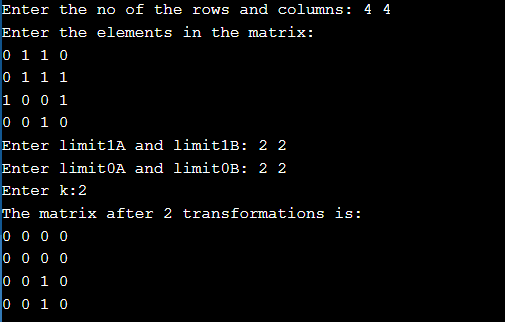 Enter the no of the rows and columns: 4 4
Enter the elements in the matrix:
0 1 1 0
0 1 1 1
1 0 0 1
0 0 1 0
Enter limit1A and limit1B: 2 2
Enter limit0A and limit0B: 2 2
Enter k:2
The matrix after 2 transformations is:
0 0 0 0
0 0 0 0
0 0 1 0
0 0 1 0